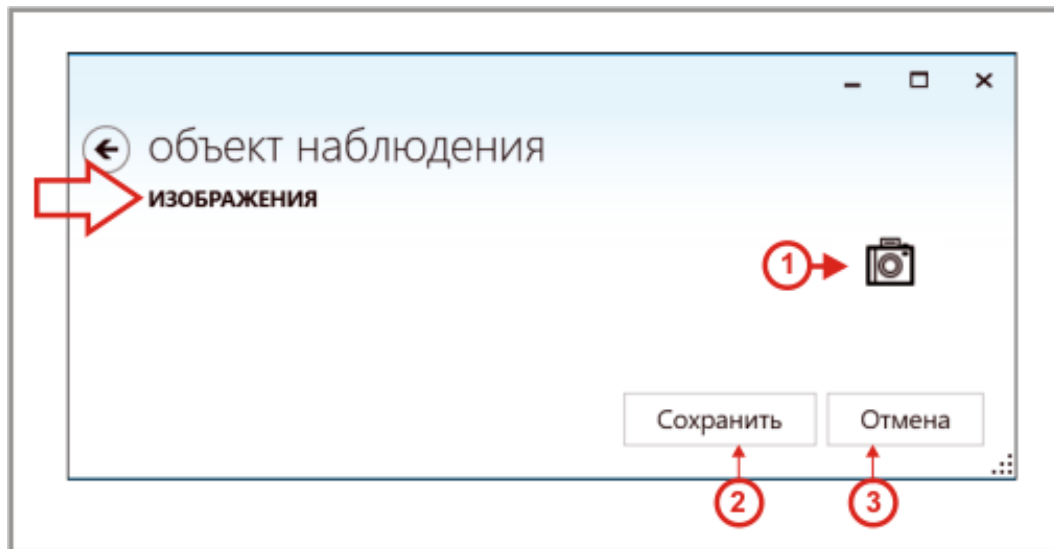 объект наблюдения
ИЗОБРАЖЕНИЯ
1
Сохранить Отмена
2 3